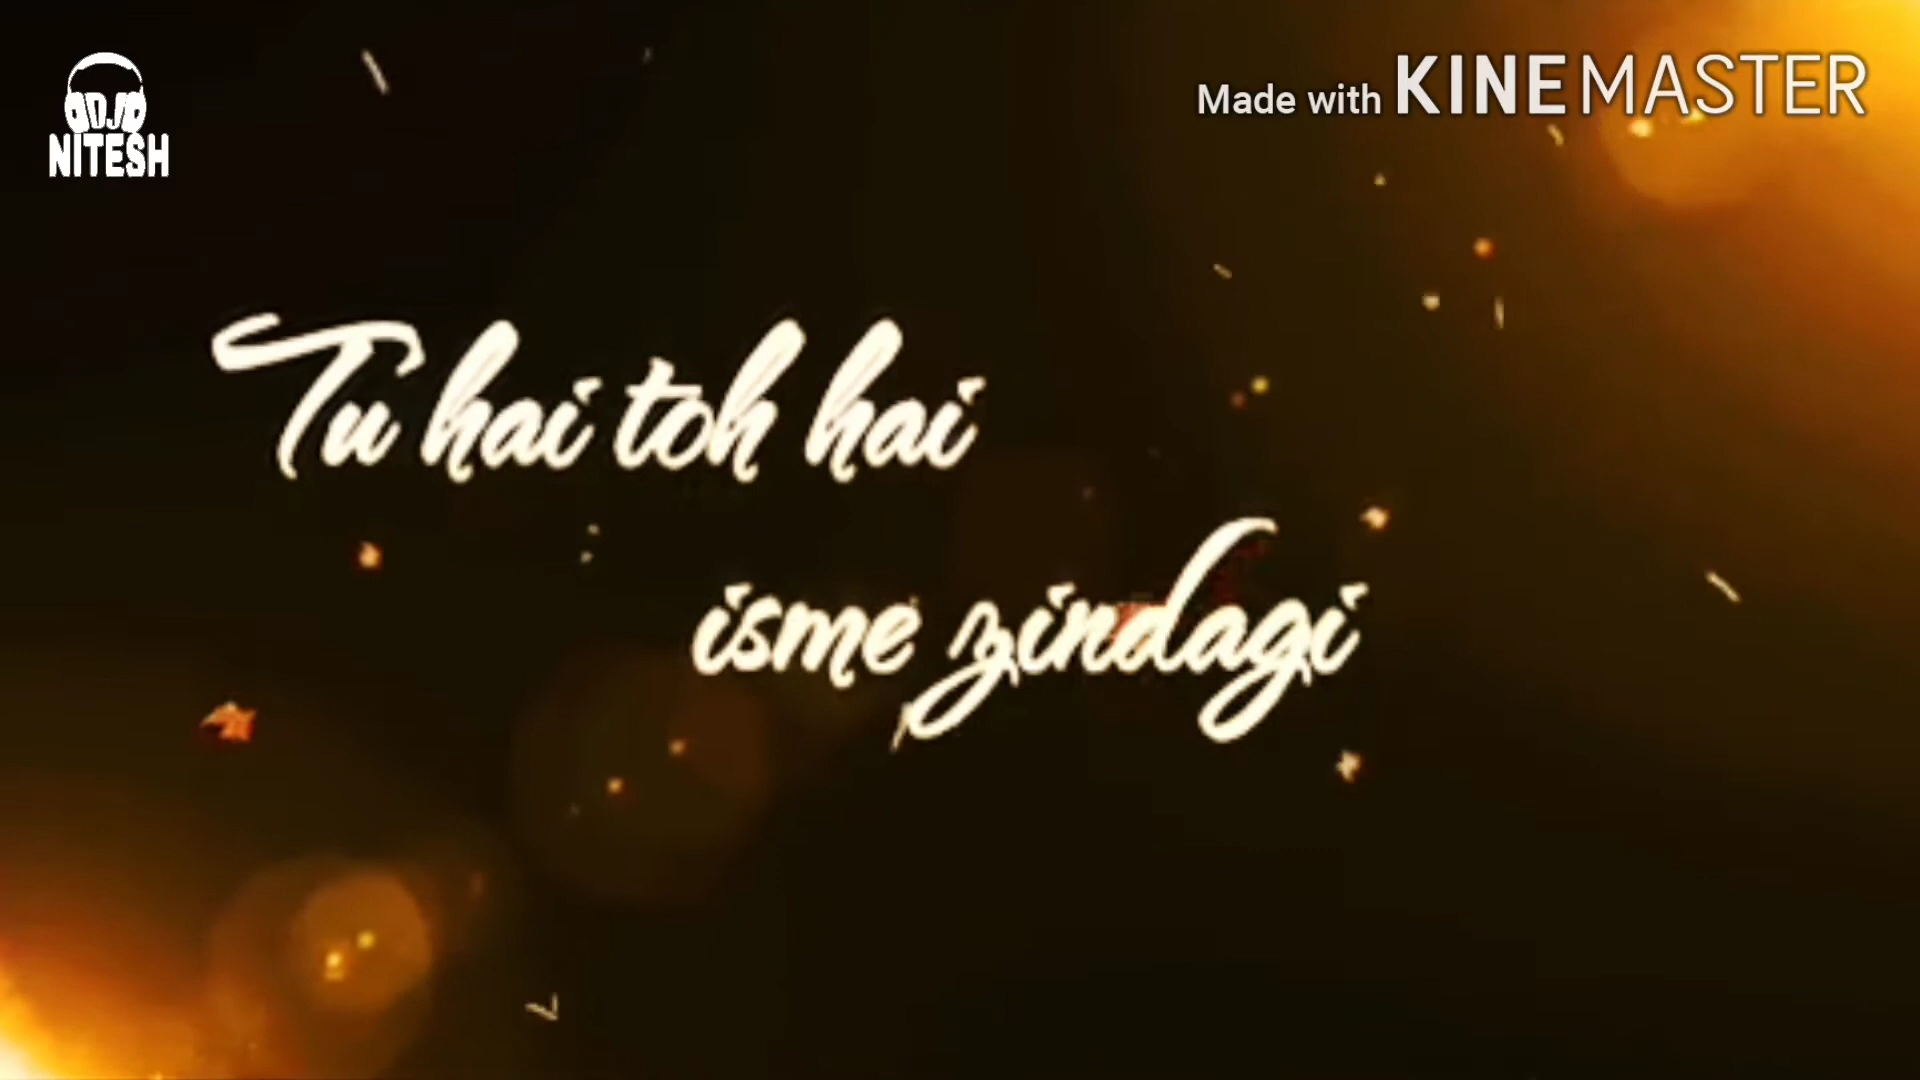 DJ
NITESH
Made with KINEMASTER
Tu hai toh hai
isme zindagi